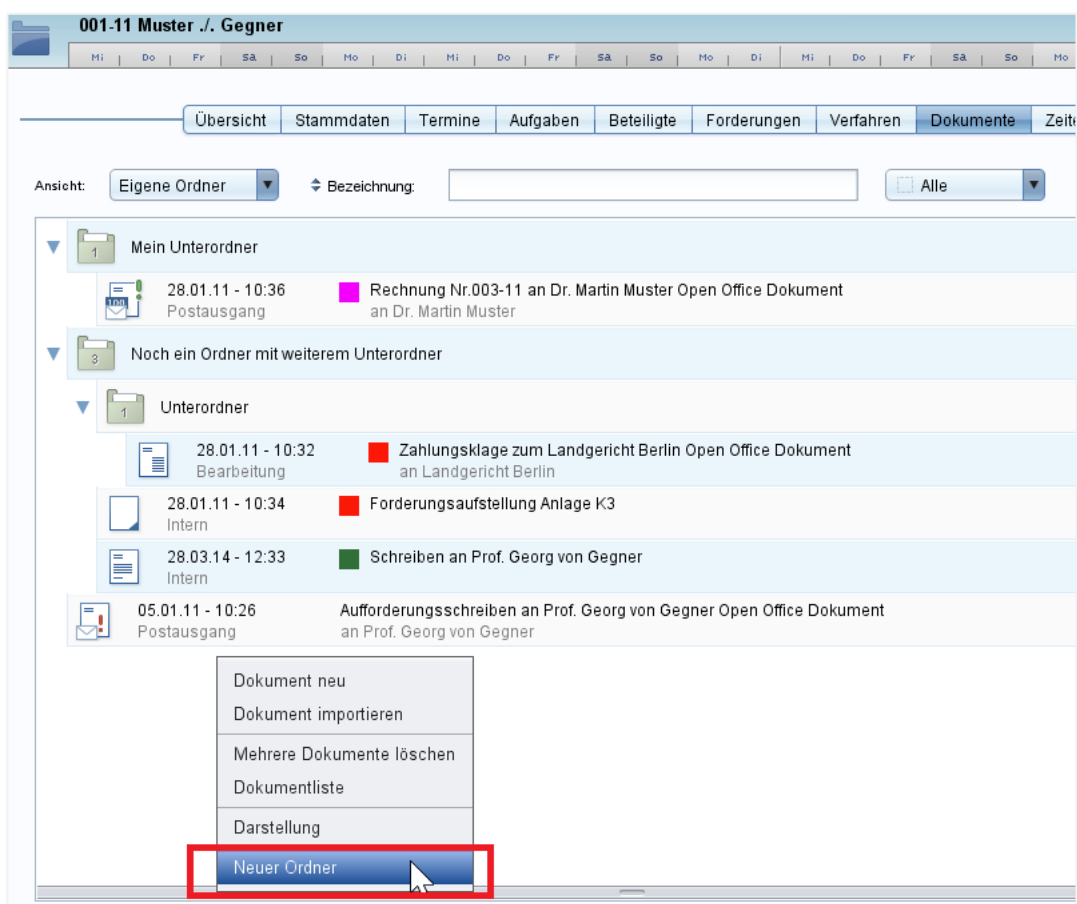 001-11 Muster ./. Gegner
Mi Do Fr Sa So Mo Di Mi Do Fr Sa So Mo Di Mi Do Fr Sa So Mo
Übersicht Stammdaten Termine Aufgaben Beteiligte Forderungen Verfahren Dokumente Zeite
Ansicht: Eigene Ordner Bezeichnung: Alle
1 Mein Unterordner
28.01.11 - 10:36 Rechnung Nr.003-11 an Dr. Martin Muster Open Office Dokument
100 Postausgang an Dr. Martin Muster
3 Noch ein Ordner mit weiterem Unterordner
1 Unterordner
28.01.11 - 10:32 Zahlungsklage zum Landgericht Berlin Open Office Dokument
Bearbeitung an Landgericht Berlin
28.01.11 - 10:34 Forderungsaufstellung Anlage K3
Intern
28.03.14 - 12:33 Schreiben an Prof. Georg von Gegner
Intern
05.01.11 - 10:26 Aufforderungsschreiben an Prof. Georg von Gegner Open Office Dokument
Postausgang an Prof. Georg von Gegner
Dokument neu
Dokument importieren
Mehrere Dokumente löschen
Dokumentliste
Darstellung
Neuer Ordner